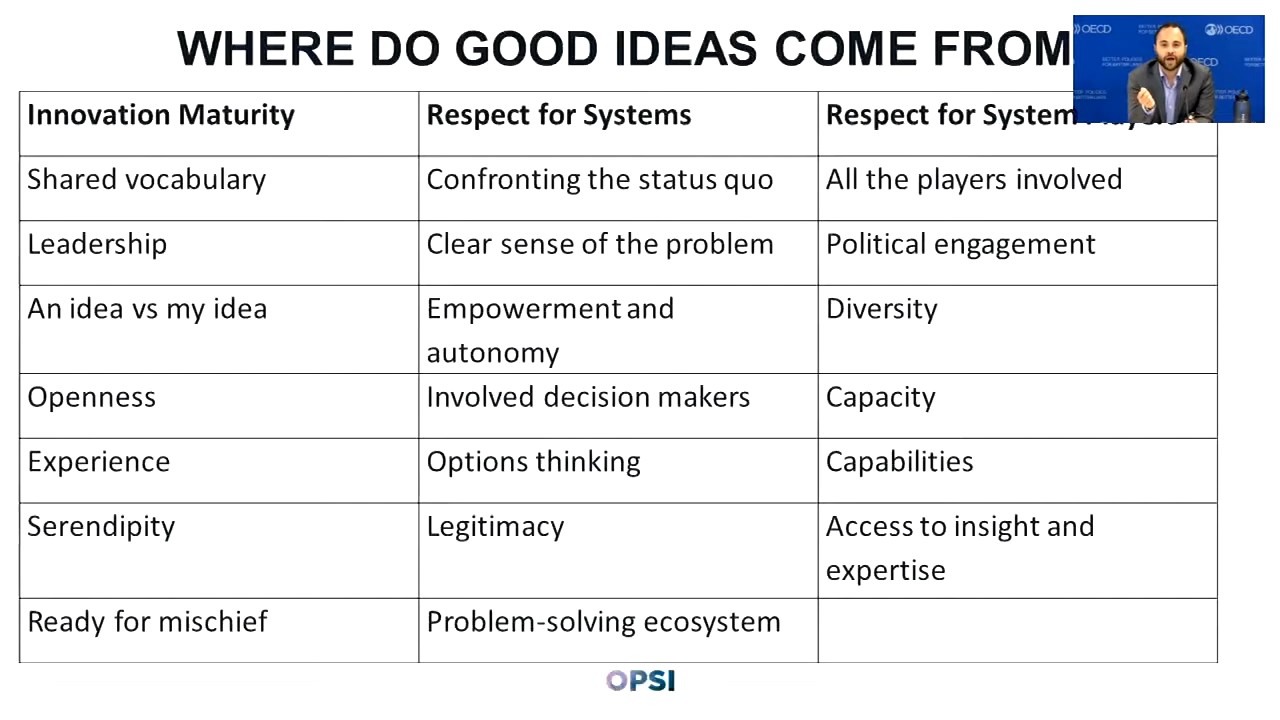 WHERE DO GOOD IDEAS COME FROM
OECD
OECD
OECD
Innovation Maturity
Respect for Systems
Respect for System
Shared vocabulary
Confronting the status quo
All the players involved
Leadership
Clear sense of the problem
Political engagement
An idea vs my idea
Empowerment and
autonomy
Diversity
Openness
Involved decision makers
Capacity
Experience
Options thinking
Capabilities
Serendipity
Legitimacy
Access to insight and
expertise
Ready for mischief
Problem-solving ecosystem
OPSI